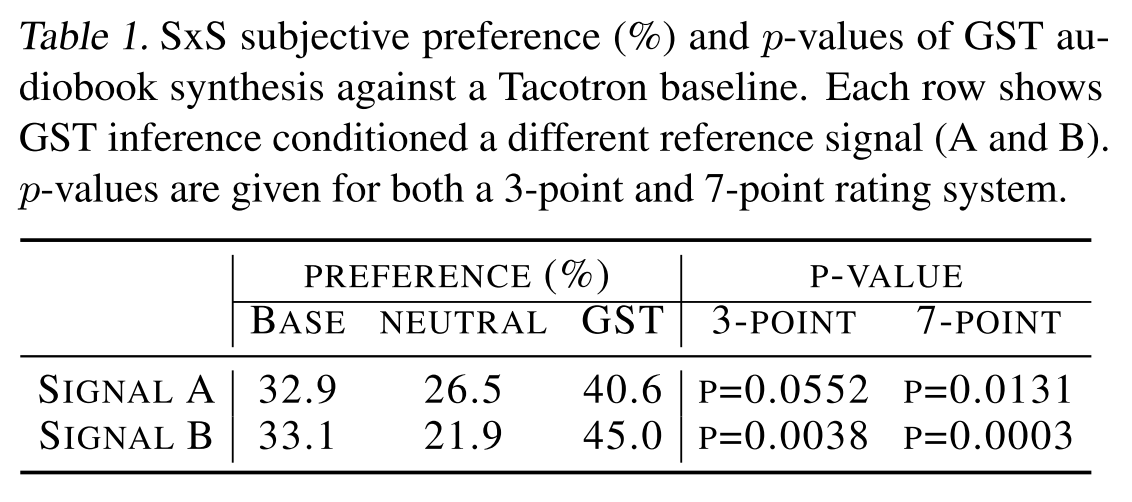 Table 1. SxS subjective preference (%) and p-values of GST au-
diobook synthesis against a Tacotron baseline. Each row shows
GST inference conditioned a different reference signal (A and B).
p-values are given for both a 3-point and 7-point rating system.
PREFERENCE (%) P-VALUE
BASE NEUTRAL GST 3-POINT 7-POINT
SIGNAL A 32.9 26.5 40.6 P=0.0552 P=0.0131
SIGNAL B 33.1 21.9 45.0 P=0.0038 P=0.0003